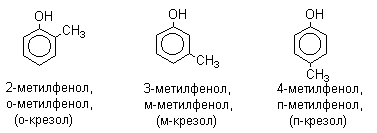 OH
CH₃
2-метилфенол,
о-метилфенол,
(о-крезол)
OH
CH₃
3-метилфенол,
м-метилфенол,
(м-крезол)
OH
CH₃
4-метилфенол,
п-метилфенол,
(п-крезол)